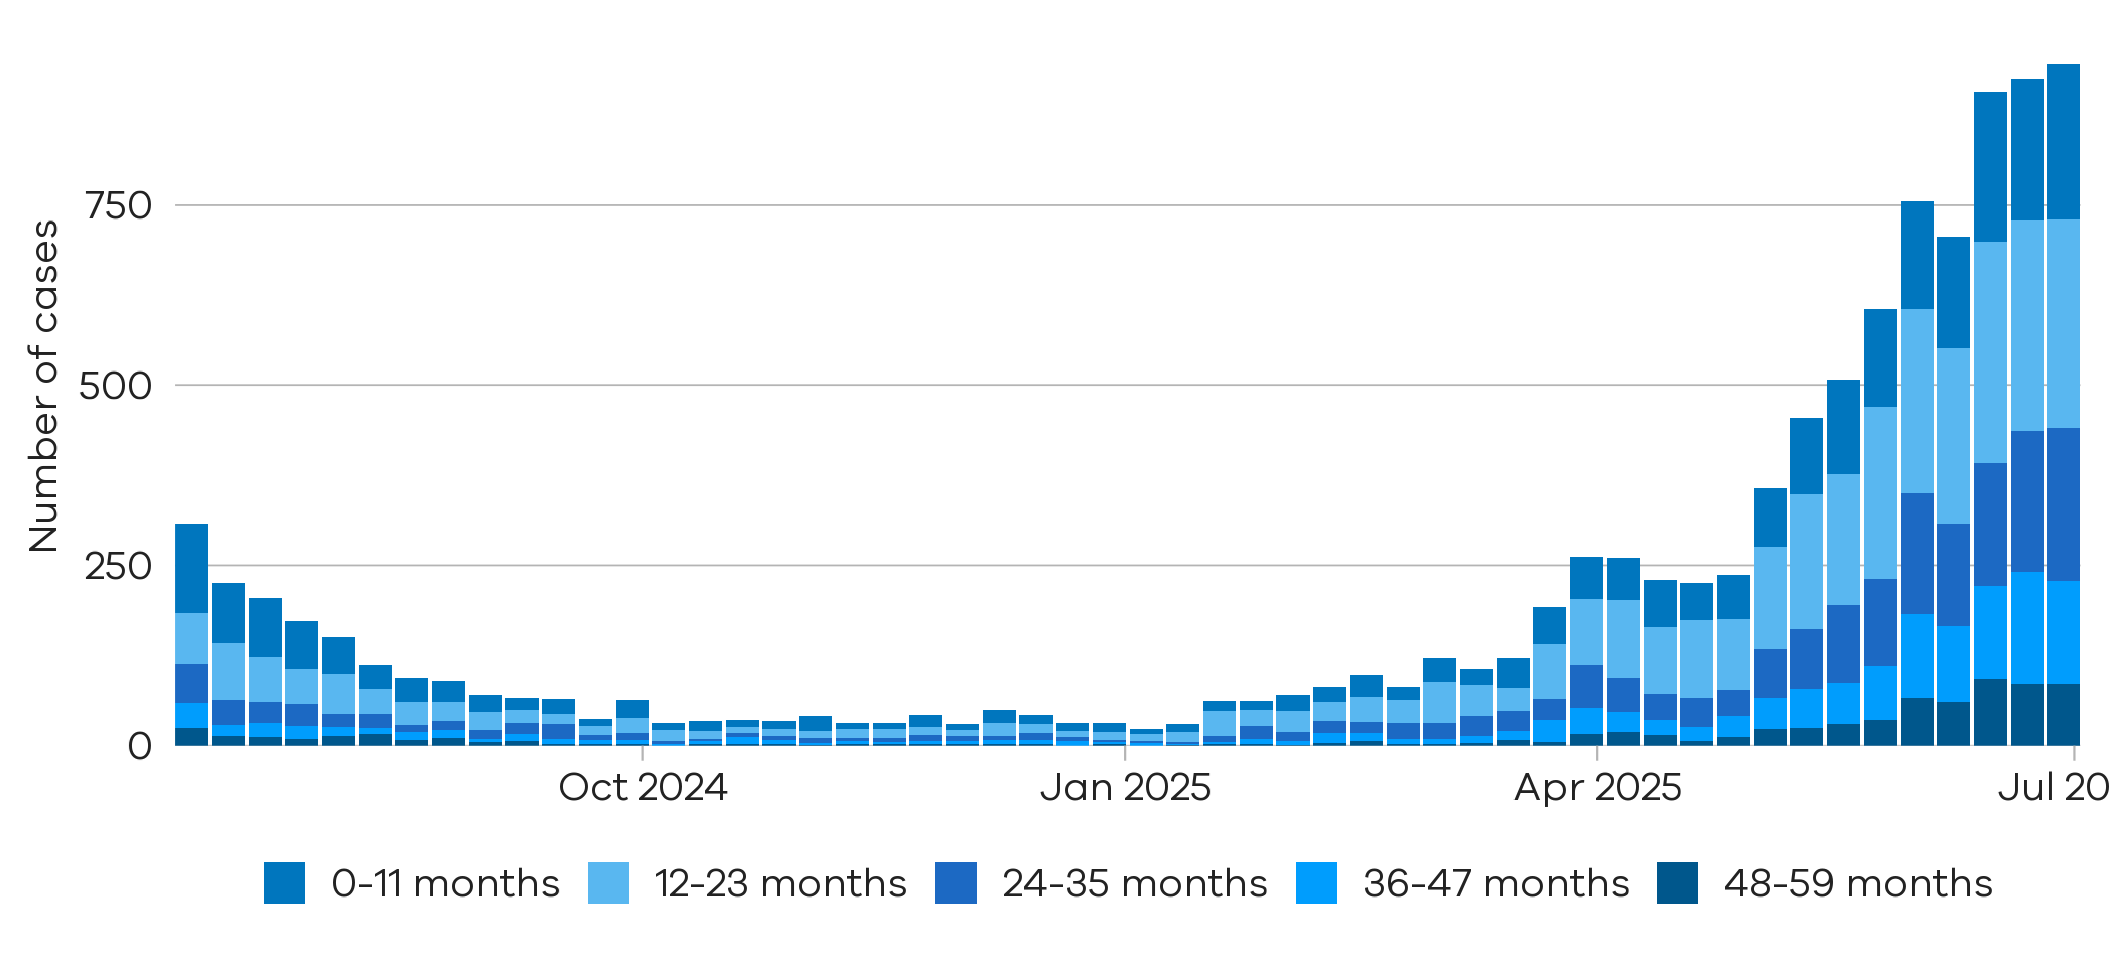 Number of cases
750
500
250
0
Oct 2024
Jan 2025
Apr 2025
Jul 20
0-11 months
12-23 months
24-35 months
36-47 months
48-59 months